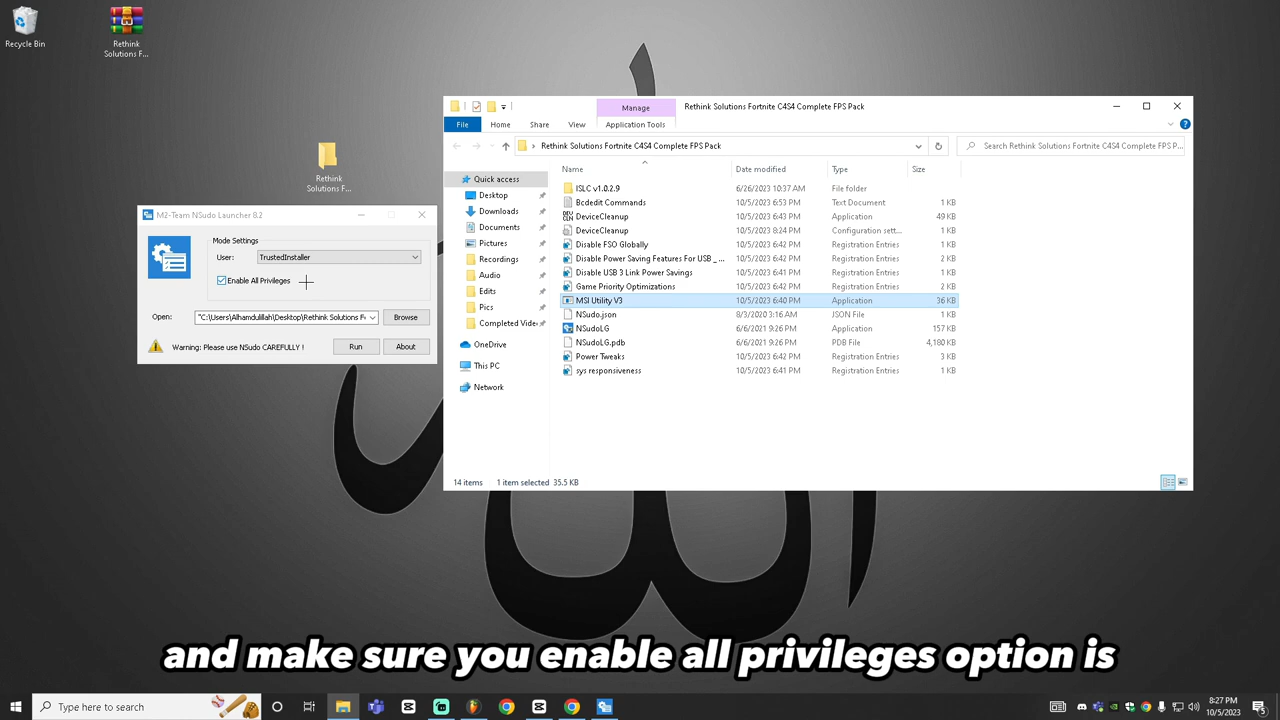 Recycle Bin
Rethink
Solutions F...
Rethink
Solutions F...
M2-Team NSudo Launcher 8.2
Mode Settings
User:
TrustedInstaller
Enable All Privileges
Open:
"C:\Users\Alhamdulillah\Desktop\Rethink Solutions F
Browse
Warning: Please use NSudo CAREFULLY !
Run
About
Manage
Rethink Solutions Fortnite C4S4 Complete FPS Pack
File
Home
Share
View
Application Tools
Rethink Solutions Fortnite C4S4 Complete FPS Pack
Search Rethink Solutions Fortnite C4S4 Complete FPS P...
Quick access
Desktop
Downloads
Documents
Pictures
Recordings
Audio
Edits
Pics
Completed Vide
OneDrive
This PC
Network
Name Date modified Type Size
ISLC v1.0.2.9 6/26/2023 10:37 AM File folder
Bcdedit Commands 10/5/2023 6:53 PM Text Document 1 KB
DeviceCleanup 10/5/2023 6:43 PM Application 49 KB
DeviceCleanup 10/5/2023 8:24 PM Configuration sett... 1 KB
Disable FSO Globally 10/5/2023 6:42 PM Registration Entries 2 KB
Disable Power Saving Features For USB _ ... 10/5/2023 6:42 PM Registration Entries 2 KB
Disable USB 3 Link Power Savings 10/5/2023 6:41 PM Registration Entries 1 KB
Game Priority Optimizations 10/5/2023 6:42 PM Registration Entries 2 KB
MSI Utility V3 10/5/2023 6:40 PM Application 36 KB
NSudo.json 8/3/2020 3:16 AM JSON File 1 KB
NSudoLG 6/6/2021 9:26 PM Application 157 KB
NSudoLG.pdb 6/6/2021 9:26 PM PDB File 4,180 KB
Power Tweaks 10/5/2023 6:42 PM Registration Entries 3 KB
sys responsiveness 10/5/2023 6:41 PM Registration Entries 1 KB
14 items 1 item selected 35.5 KB
and make sure you enable all privileges option is
Type here to search
8:27 PM
10/5/2023